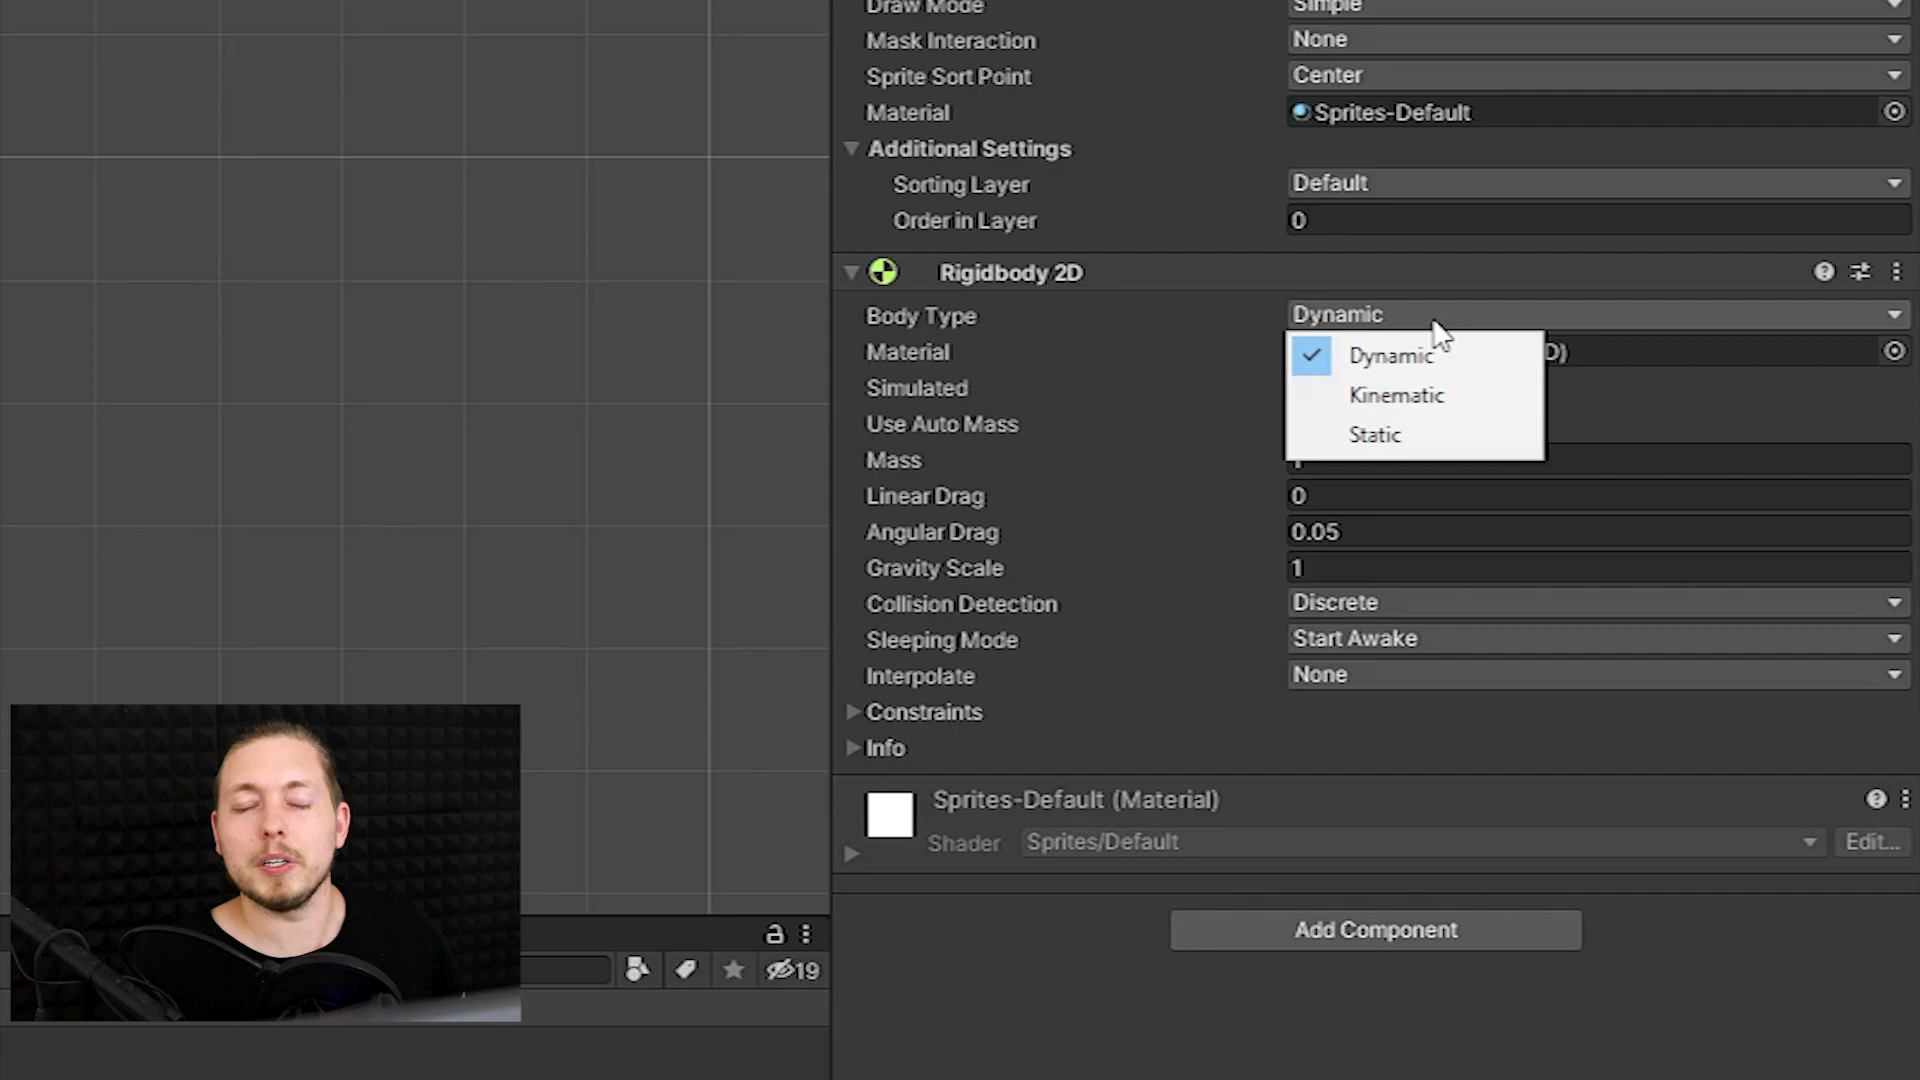 Draw Mode Simple
Mask Interaction None
Sprite Sort Point Center
Material Sprites-Default
Additional Settings
Sorting Layer Default
Order in Layer 0
Rigidbody 2D
Body Type Dynamic
Material D)
Dynamic
Simulated
Kinematic
Use Auto Mass
Static
Mass
Linear Drag 0
Angular Drag 0.05
Gravity Scale 1
Collision Detection Discrete
Sleeping Mode Start Awake
Interpolate None
Constraints
Info
Sprites-Default (Material)
Shader Sprites/Default Edit...
Add Component
19